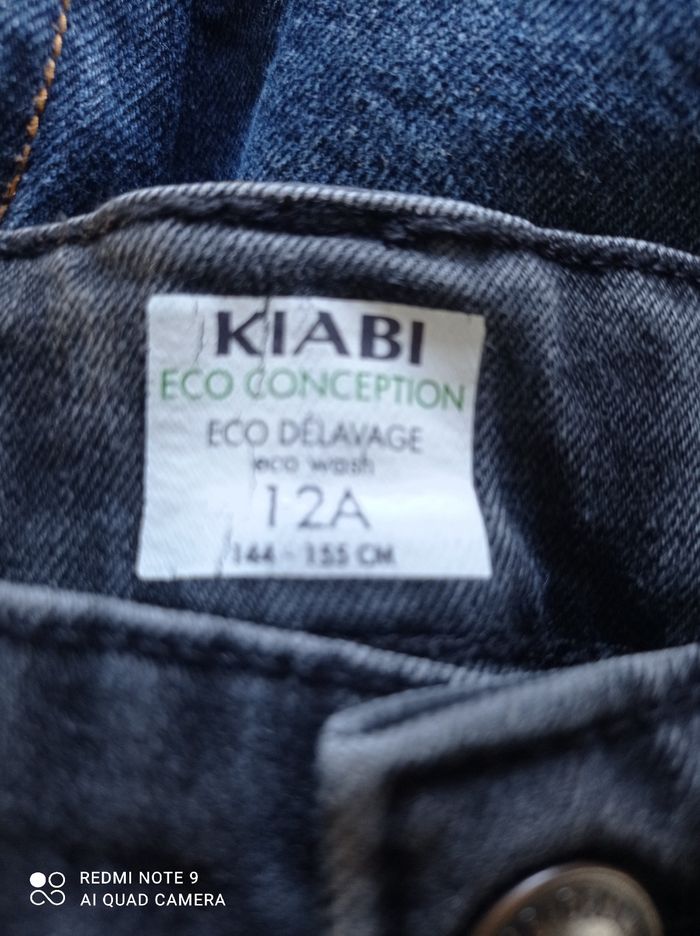 KIABI
ECO CONCEPTION
ECO DÉLAVAGE
eco wash
12A
144 - 155 CM
REDMI NOTE 9
AI QUAD CAMERA